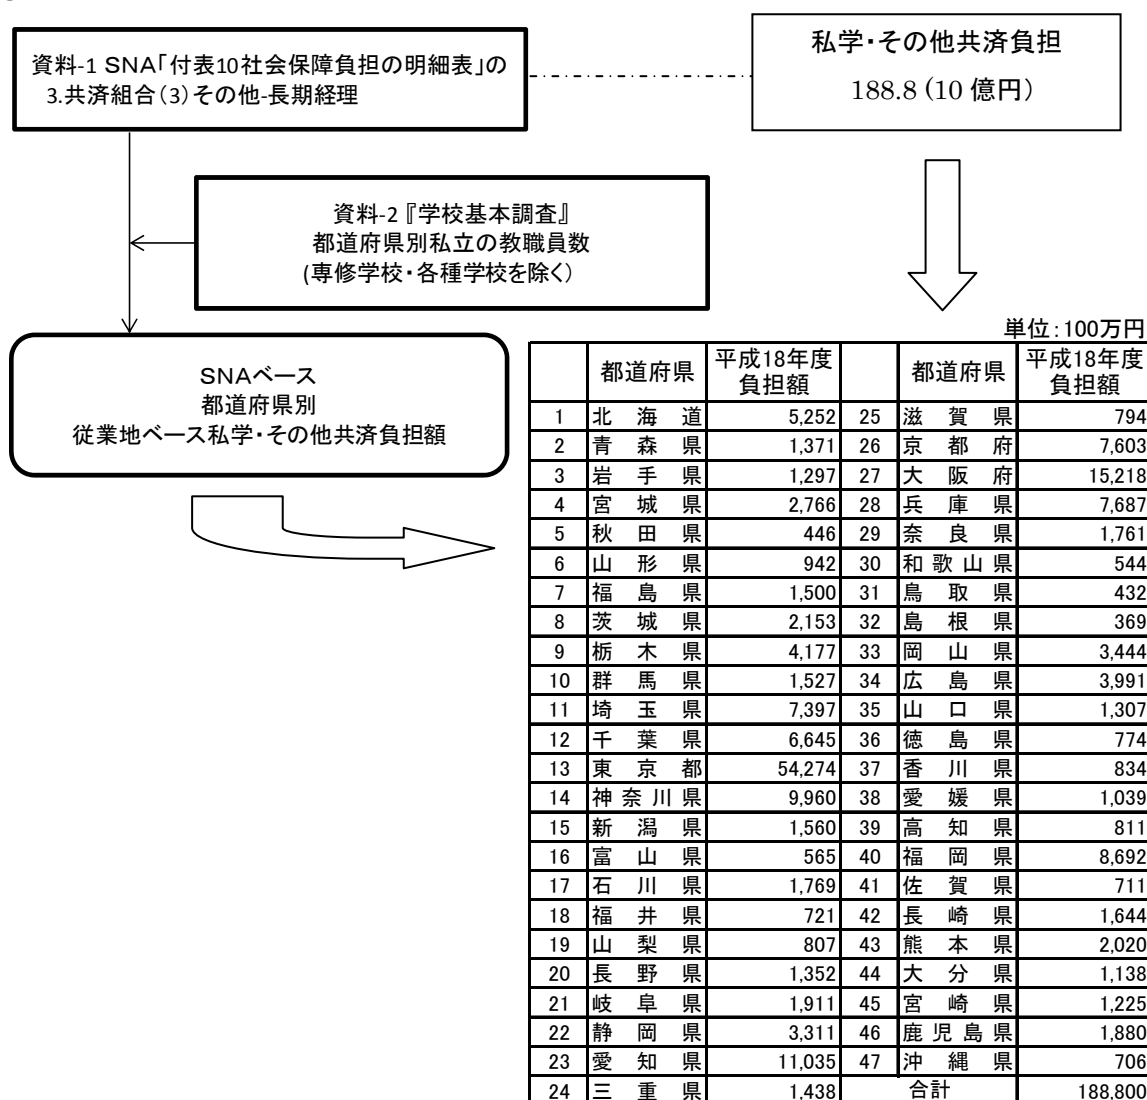 資料-1 SNA「付表10社会保障負担の明細表」の
3.共済組合(3)その他-長期経理
私学・その他共済負担
188.8 (10 億円)
資料-2『学校基本調査』
都道府県別私立の教職員数
(専修学校・各種学校を除く)
SNAベース
都道府県別
従業地ベース私学・その他共済負担額
単位:100万円
都道府県 平成18年度負担額 都道府県 平成18年度負担額
1 北海道 5,252 25 滋賀県 794
2 青森県 1,371 26 京都府 7,603
3 岩手県 1,297 27 大阪府 15,218
4 宮城県 2,766 28 兵庫県 7,687
5 秋田県 446 29 奈良県 1,761
6 山形県 942 30 和歌山県 544
7 福島県 1,500 31 鳥取県 432
8 茨城県 2,153 32 島根県 369
9 栃木県 4,177 33 岡山県 3,444
10 群馬県 1,527 34 広島県 3,991
11 埼玉県 7,397 35 山口県 1,307
12 千葉県 6,645 36 徳島県 774
13 東京都 54,274 37 香川県 834
14 神奈川県 9,960 38 愛媛県 1,039
15 新潟県 1,560 39 高知県 811
16 富山県 565 40 福岡県 8,692
17 石川県 1,769 41 佐賀県 711
18 福井県 721 42 長崎県 1,644
19 山梨県 807 43 熊本県 2,020
20 長野県 1,352 44 大分県 1,138
21 岐阜県 1,911 45 宮崎県 1,225
22 静岡県 3,311 46 鹿児島県 1,880
23 愛知県 11,035 47 沖縄県 706
24 三重県 1,438 合計 188,800